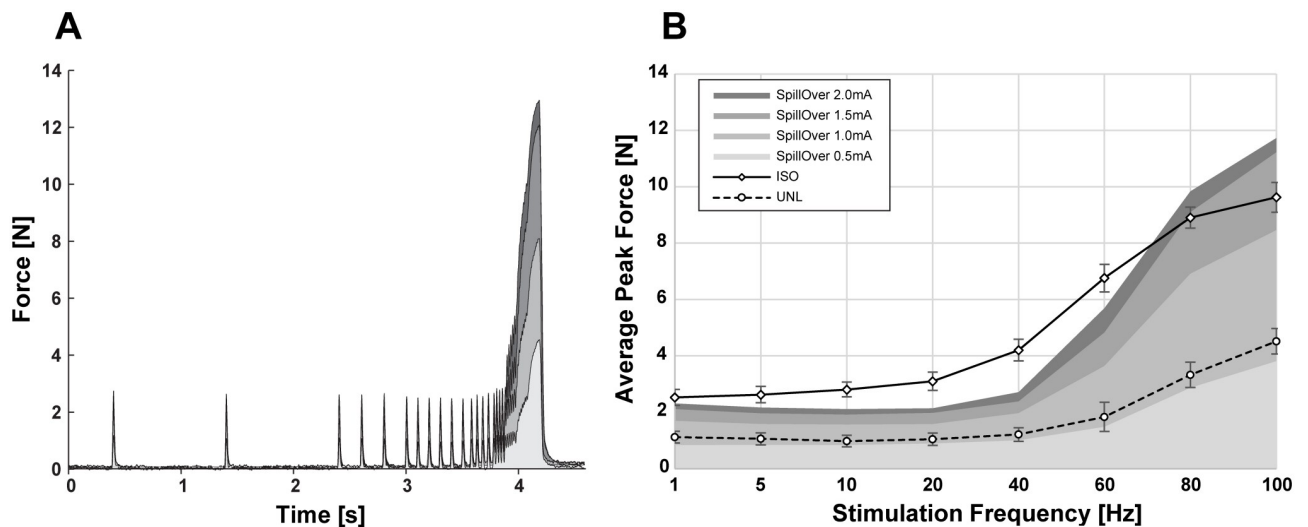 A
Force [N]
14
12
10
8
6
4
2
0
0 1 2 3 4
Time [s]
B
Average Peak Force [N]
14
12
10
8
6
4
2
0
SpillOver 2.0mA
SpillOver 1.5mA
SpillOver 1.0mA
SpillOver 0.5mA
ISO
UNL
1 5 10 20 40 60 80 100
Stimulation Frequency [Hz]